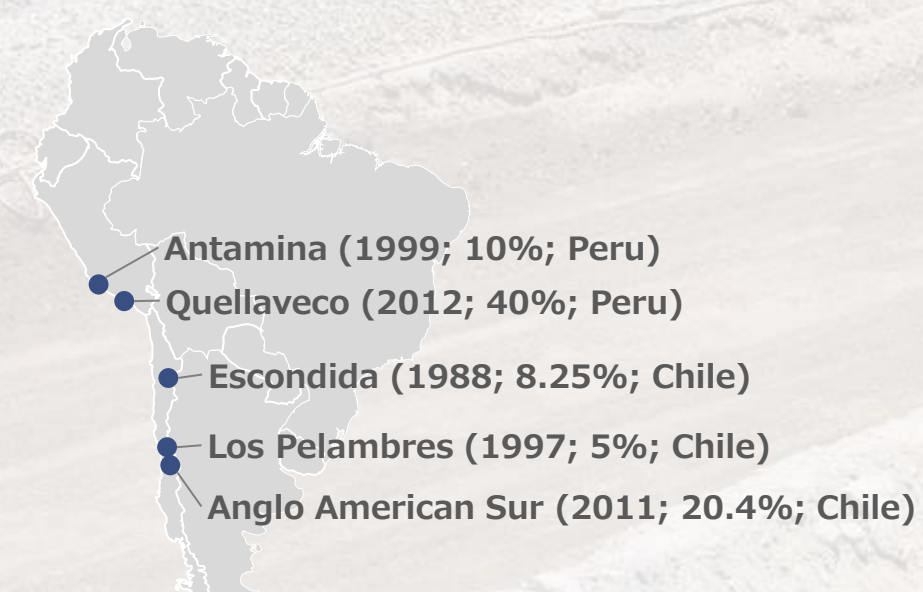 Antamina (1999; 10%; Peru)
Quellaveco (2012; 40%; Peru)
Escondida (1988; 8.25%; Chile)
Los Pelambres (1997; 5%; Chile)
Anglo American Sur (2011; 20.4%; Chile)